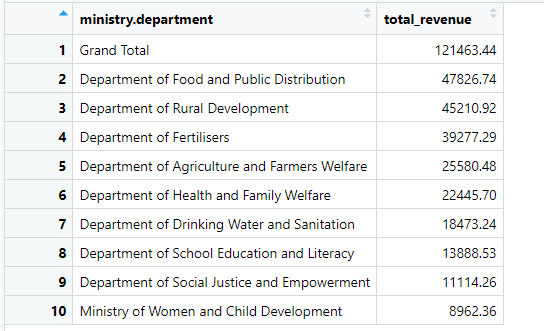 ministry.department total_revenue
1 Grand Total 121463.44
2 Department of Food and Public Distribution 47826.74
3 Department of Rural Development 45210.92
4 Department of Fertilisers 39277.29
5 Department of Agriculture and Farmers Welfare 25580.48
6 Department of Health and Family Welfare 22445.70
7 Department of Drinking Water and Sanitation 18473.24
8 Department of School Education and Literacy 13888.53
9 Department of Social Justice and Empowerment 11114.26
10 Ministry of Women and Child Development 8962.36